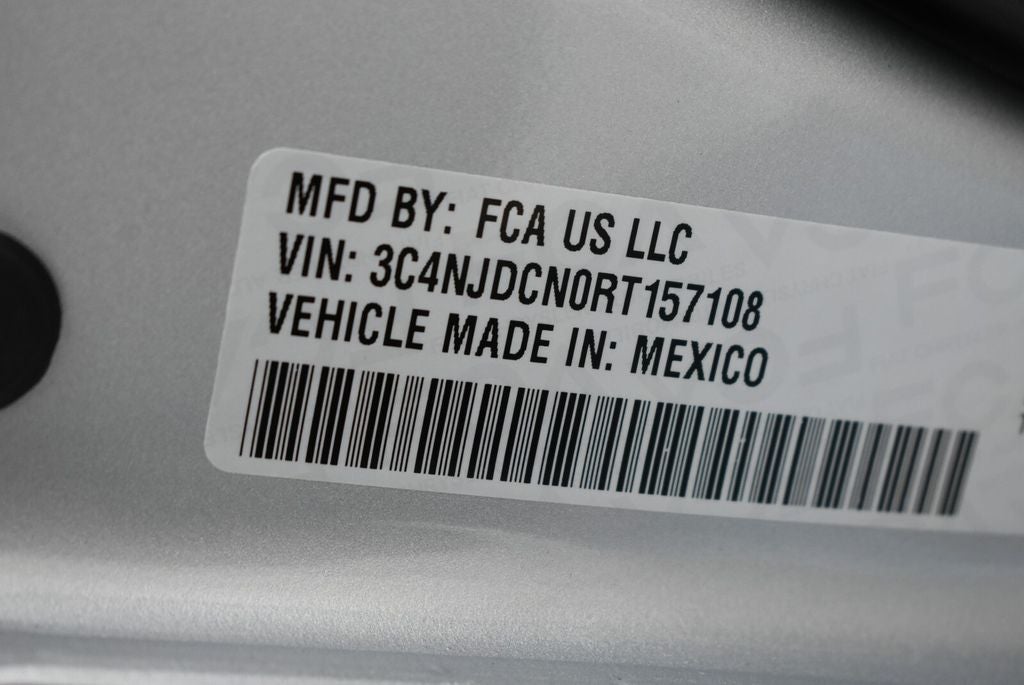 MFD BY: FCA US LLC
VIN: 3C4NJDCN0RT157108
VEHICLE MADE IN: MEXICO